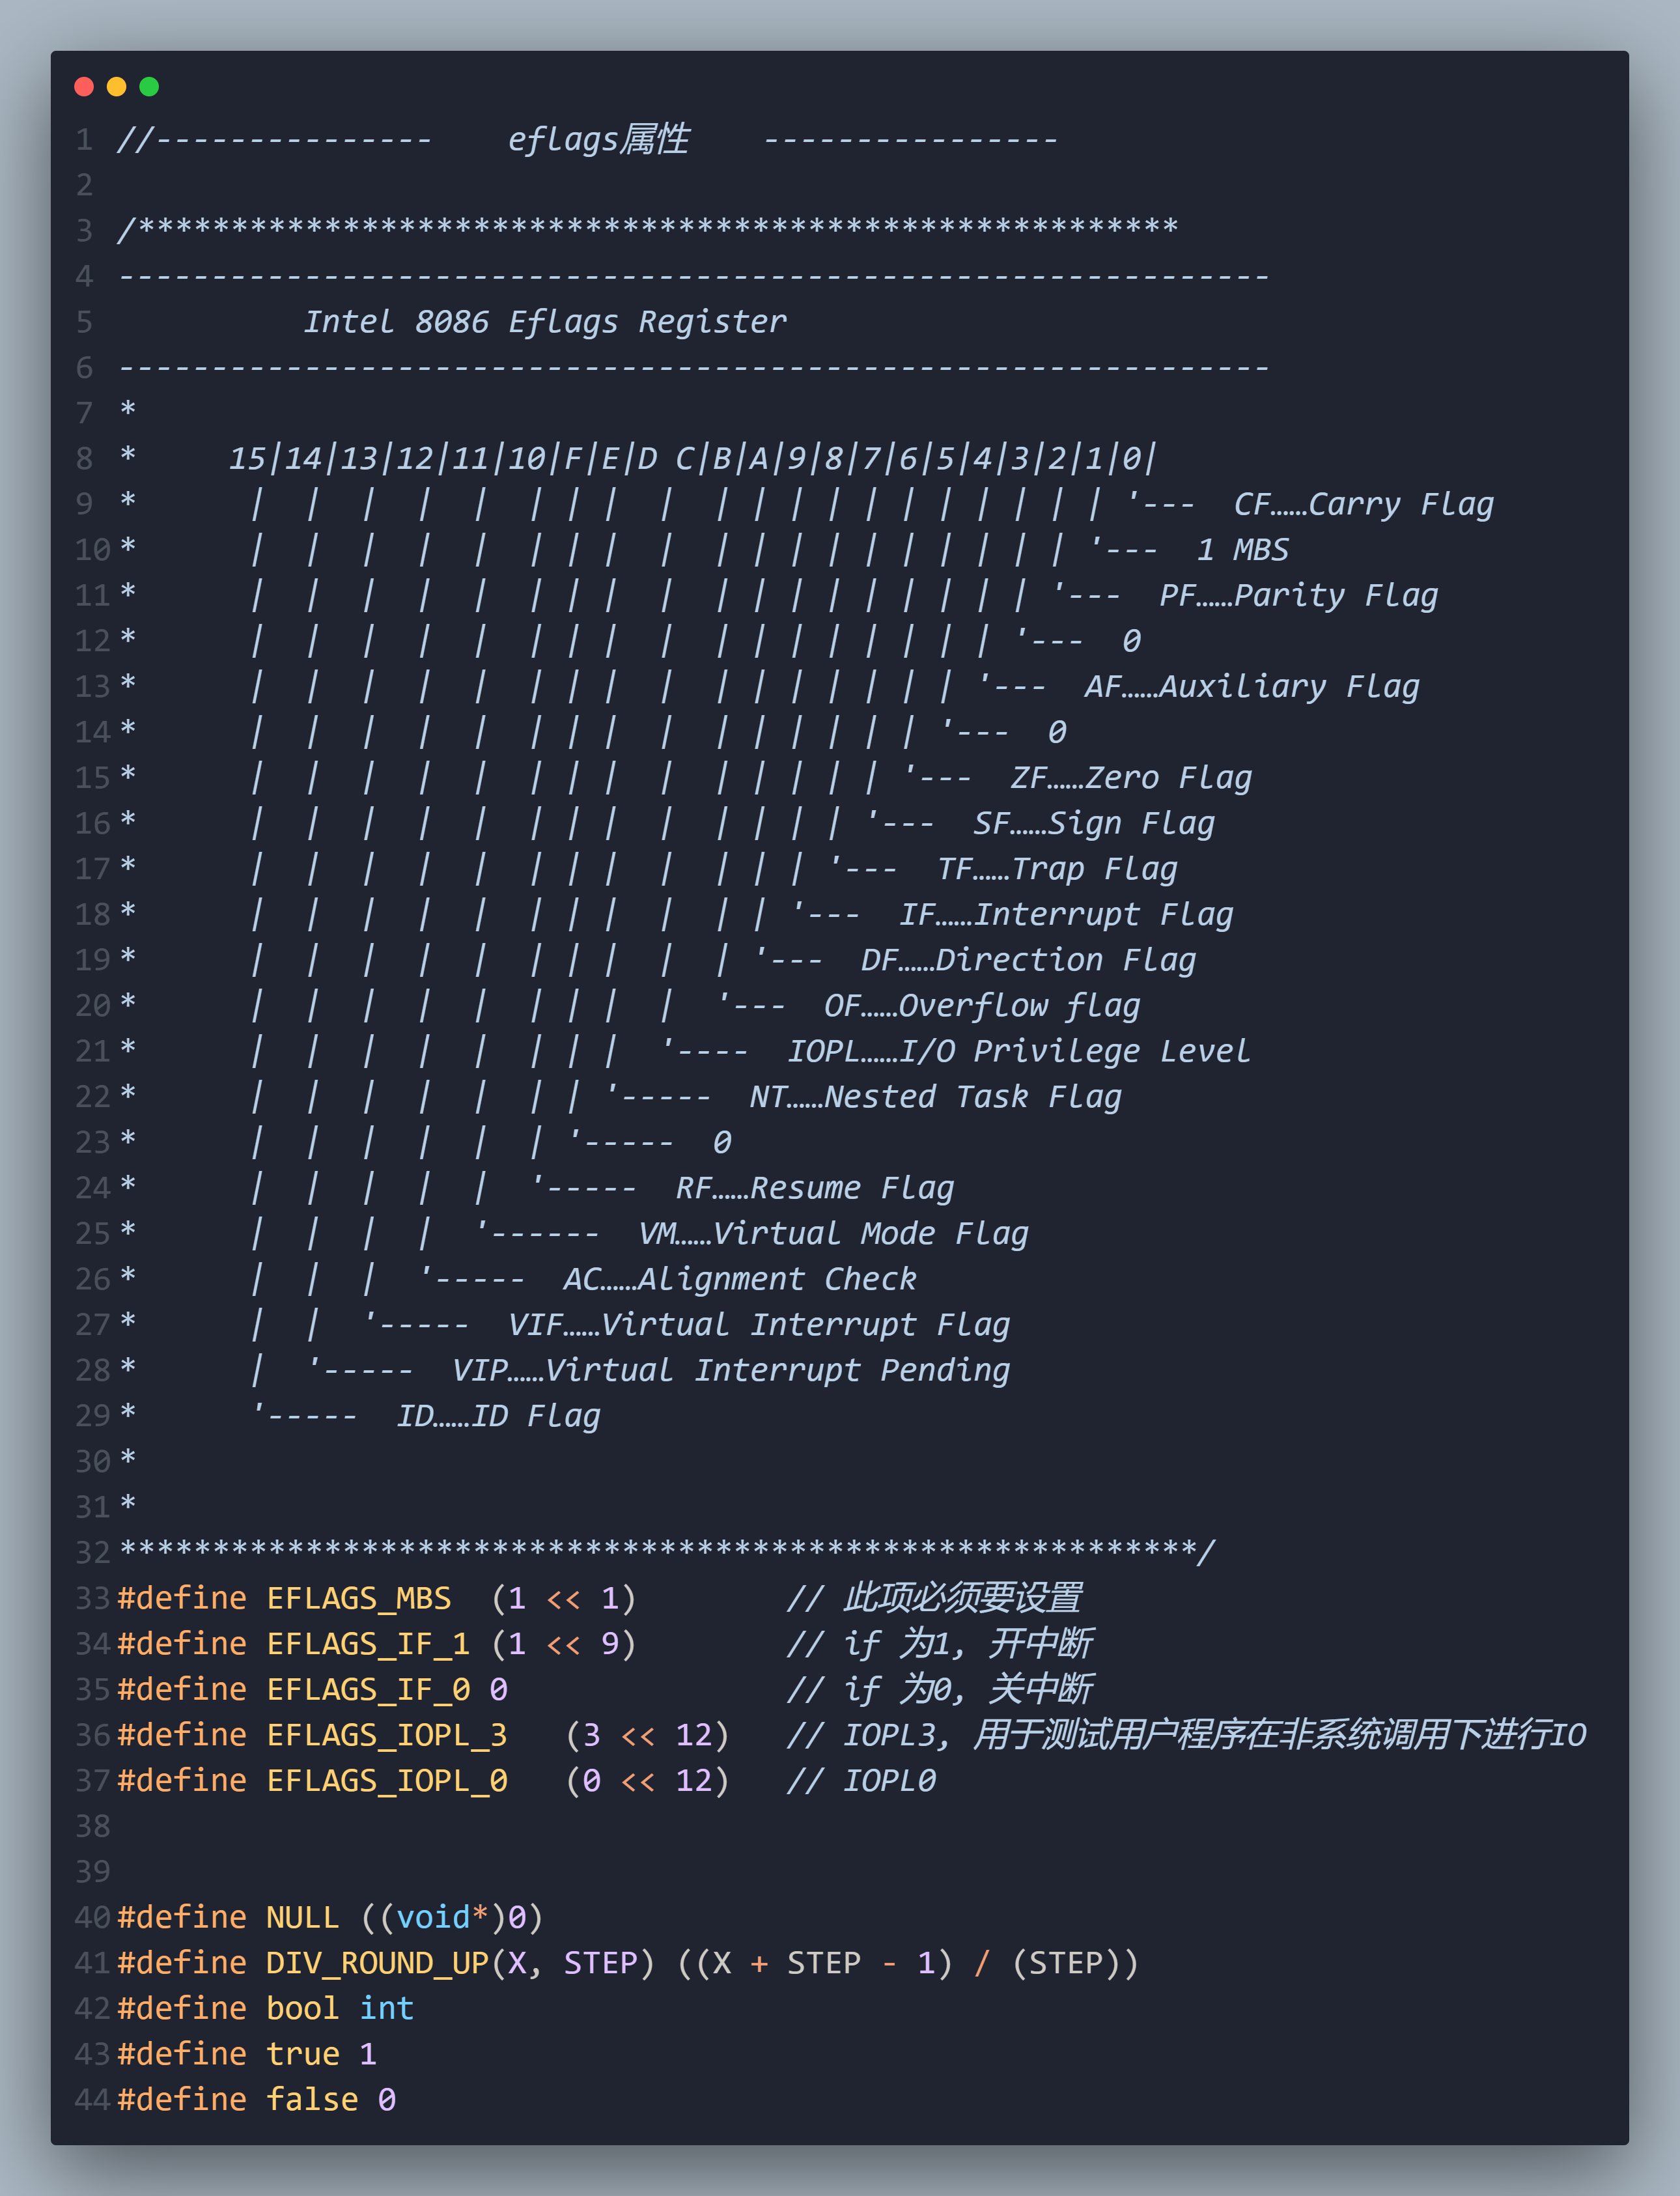 1 //---------------    eflags属性    ----------------
2
3 /********************************************************
4 --------------------------------------------------------------
5           Intel 8086 Eflags Register
6 --------------------------------------------------------------
7 *
8 *     15|14|13|12|11|10|F|E|D C|B|A|9|8|7|6|5|4|3|2|1|0|
9 *      |  |  |  |  |  | | |  |  | | | | | | | | | | | '---  CF……Carry Flag
10 *      |  |  |  |  |  | | |  |  | | | | | | | | | | '---  1 MBS
11 *      |  |  |  |  |  | | |  |  | | | | | | | | | '---  PF……Parity Flag
12 *      |  |  |  |  |  | | |  |  | | | | | | | | '---  0
13 *      |  |  |  |  |  | | |  |  | | | | | | | '---  AF……Auxiliary Flag
14 *      |  |  |  |  |  | | |  |  | | | | | | '---  0
15 *      |  |  |  |  |  | | |  |  | | | | | '---  ZF……Zero Flag
16 *      |  |  |  |  |  | | |  |  | | | | '---  SF……Sign Flag
17 *      |  |  |  |  |  | | |  |  | | | '---  TF……Trap Flag
18 *      |  |  |  |  |  | | |  |  | | '---  IF……Interrupt Flag
19 *      |  |  |  |  |  | | |  |  | '---  DF……Direction Flag
20 *      |  |  |  |  |  | | |  |  '---  OF……Overflow flag
21 *      |  |  |  |  |  | | |  '----  IOPL……I/O Privilege Level
22 *      |  |  |  |  |  | | '-----  NT……Nested Task Flag
23 *      |  |  |  |  |  | '-----  0
24 *      |  |  |  |  |  '-----  RF……Resume Flag
25 *      |  |  |  |  '------  VM……Virtual Mode Flag
26 *      |  |  |  '-----  AC……Alignment Check
27 *      |  |  '-----  VIF……Virtual Interrupt Flag
28 *      |  '-----  VIP……Virtual Interrupt Pending
29 *      '-----  ID……ID Flag
30 *
31 *
32 **********************************************************/
33 #define EFLAGS_MBS  (1 << 1)        // 此项必须要设置
34 #define EFLAGS_IF_1 (1 << 9)        // if 为1, 开中断
35 #define EFLAGS_IF_0 0               // if 为0, 关中断
36 #define EFLAGS_IOPL_3   (3 << 12)   // IOPL3, 用于测试用户程序在非系统调用下进行IO
37 #define EFLAGS_IOPL_0   (0 << 12)   // IOPL0
38
39
40 #define NULL ((void*)0)
41 #define DIV_ROUND_UP(X, STEP) ((X + STEP - 1) / (STEP))
42 #define bool int
43 #define true 1
44 #define false 0